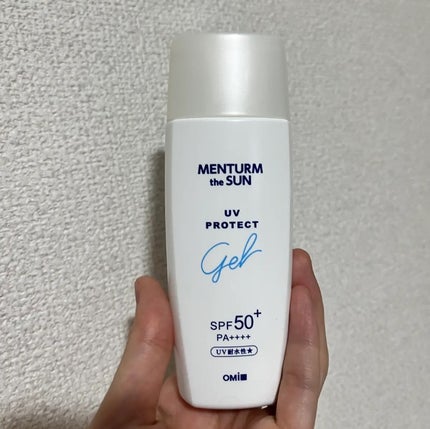 MENTURM
the SUN
UV
PROTECT
Gel
SPF50+
PA++++
UV耐水性★
OMI